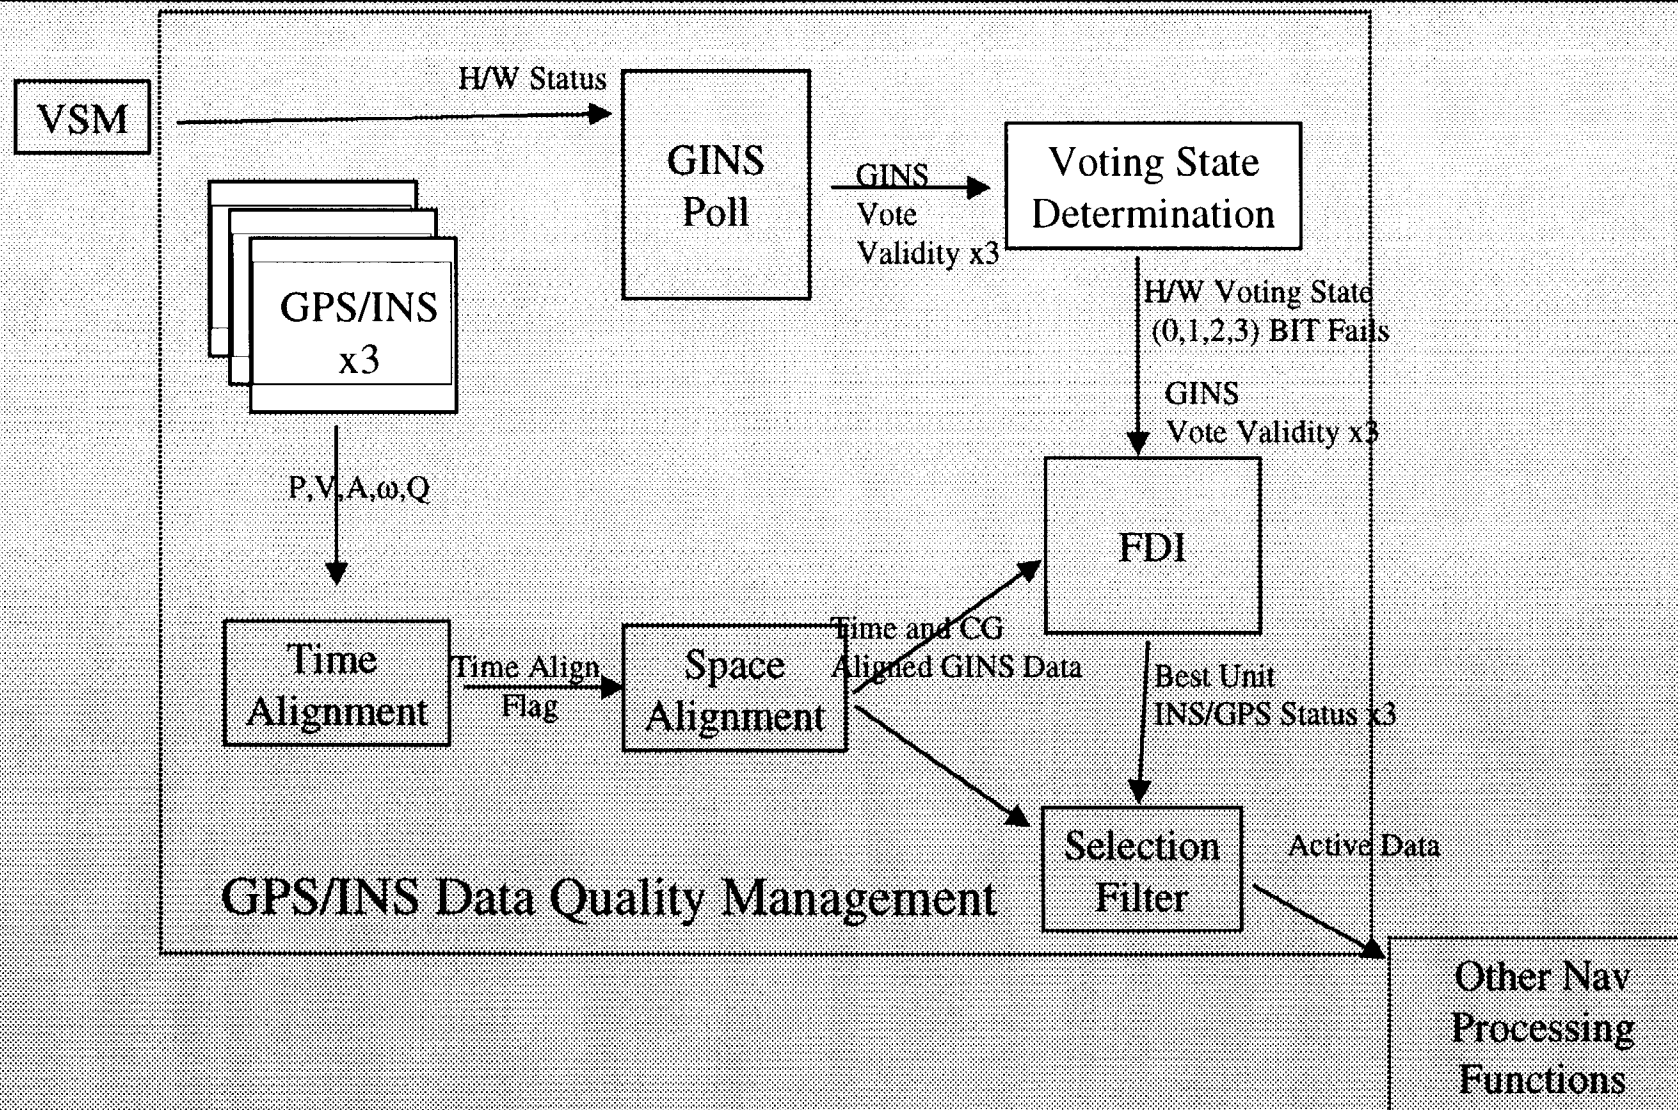 H/W Status
VSM
GINS
Poll
GINS
Vote
Validity x3
Voting State
Determination
GPS/INS
x3
H/W Voting State
(0,1,2,3) BIT Fails
GINS
Vote Validity x3
P,V,A,ω,Q
FDI
Time
Alignment
Time Align
Flag
Space
Alignment
Time and CG
Aligned GINS Data
Best Unit
INS/GPS Status x3
Selection
Filter
Active Data
GPS/INS Data Quality Management
Other Nav
Processing
Functions